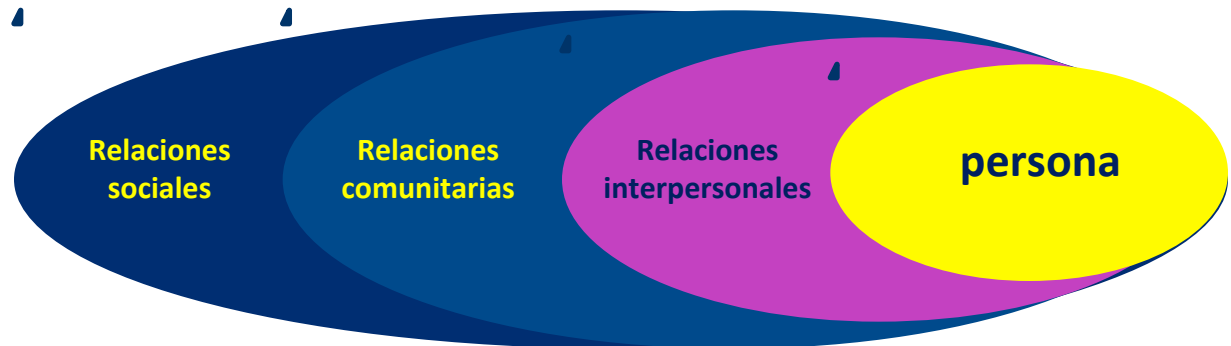 Relaciones
sociales
Relaciones
comunitarias
Relaciones
interpersonales
persona